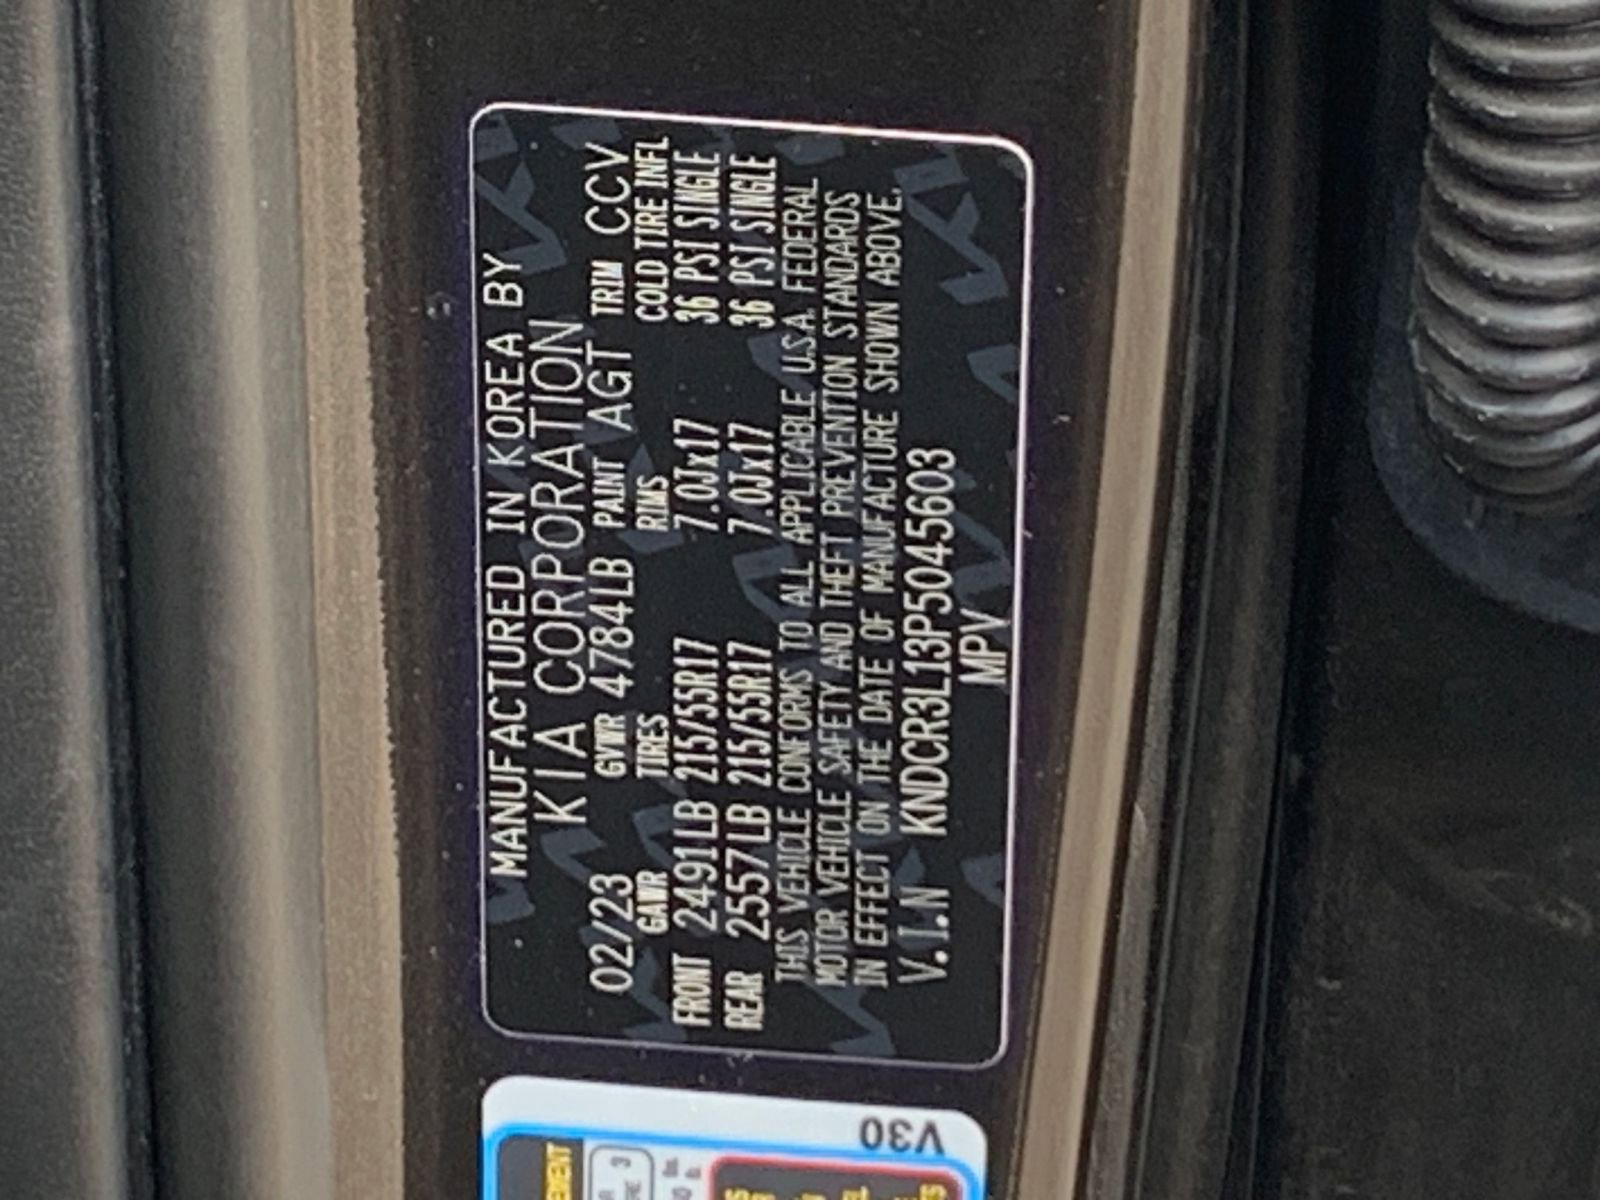 MANUFACTURED IN KOREA BY
KIA CORPORATION
02/23 GVWR 4784LB PAINT AGT TRIM CCV
GAWR TIRES RIMS COLD TIRE INFL
FRONT 2491LB 215/55R17 7.0Jx17 36 PSI SINGLE
REAR 2557LB 215/55R17 7.0Jx17 36 PSI SINGLE
THIS VEHICLE CONFORMS TO ALL APPLICABLE U.S.A. FEDERAL
MOTOR VEHICLE SAFETY AND THEFT PREVENTION STANDARDS
IN EFFECT ON THE DATE OF MANUFACTURE SHOWN ABOVE.
V.I.N KNDCR3L13P5045603
MPV
V30